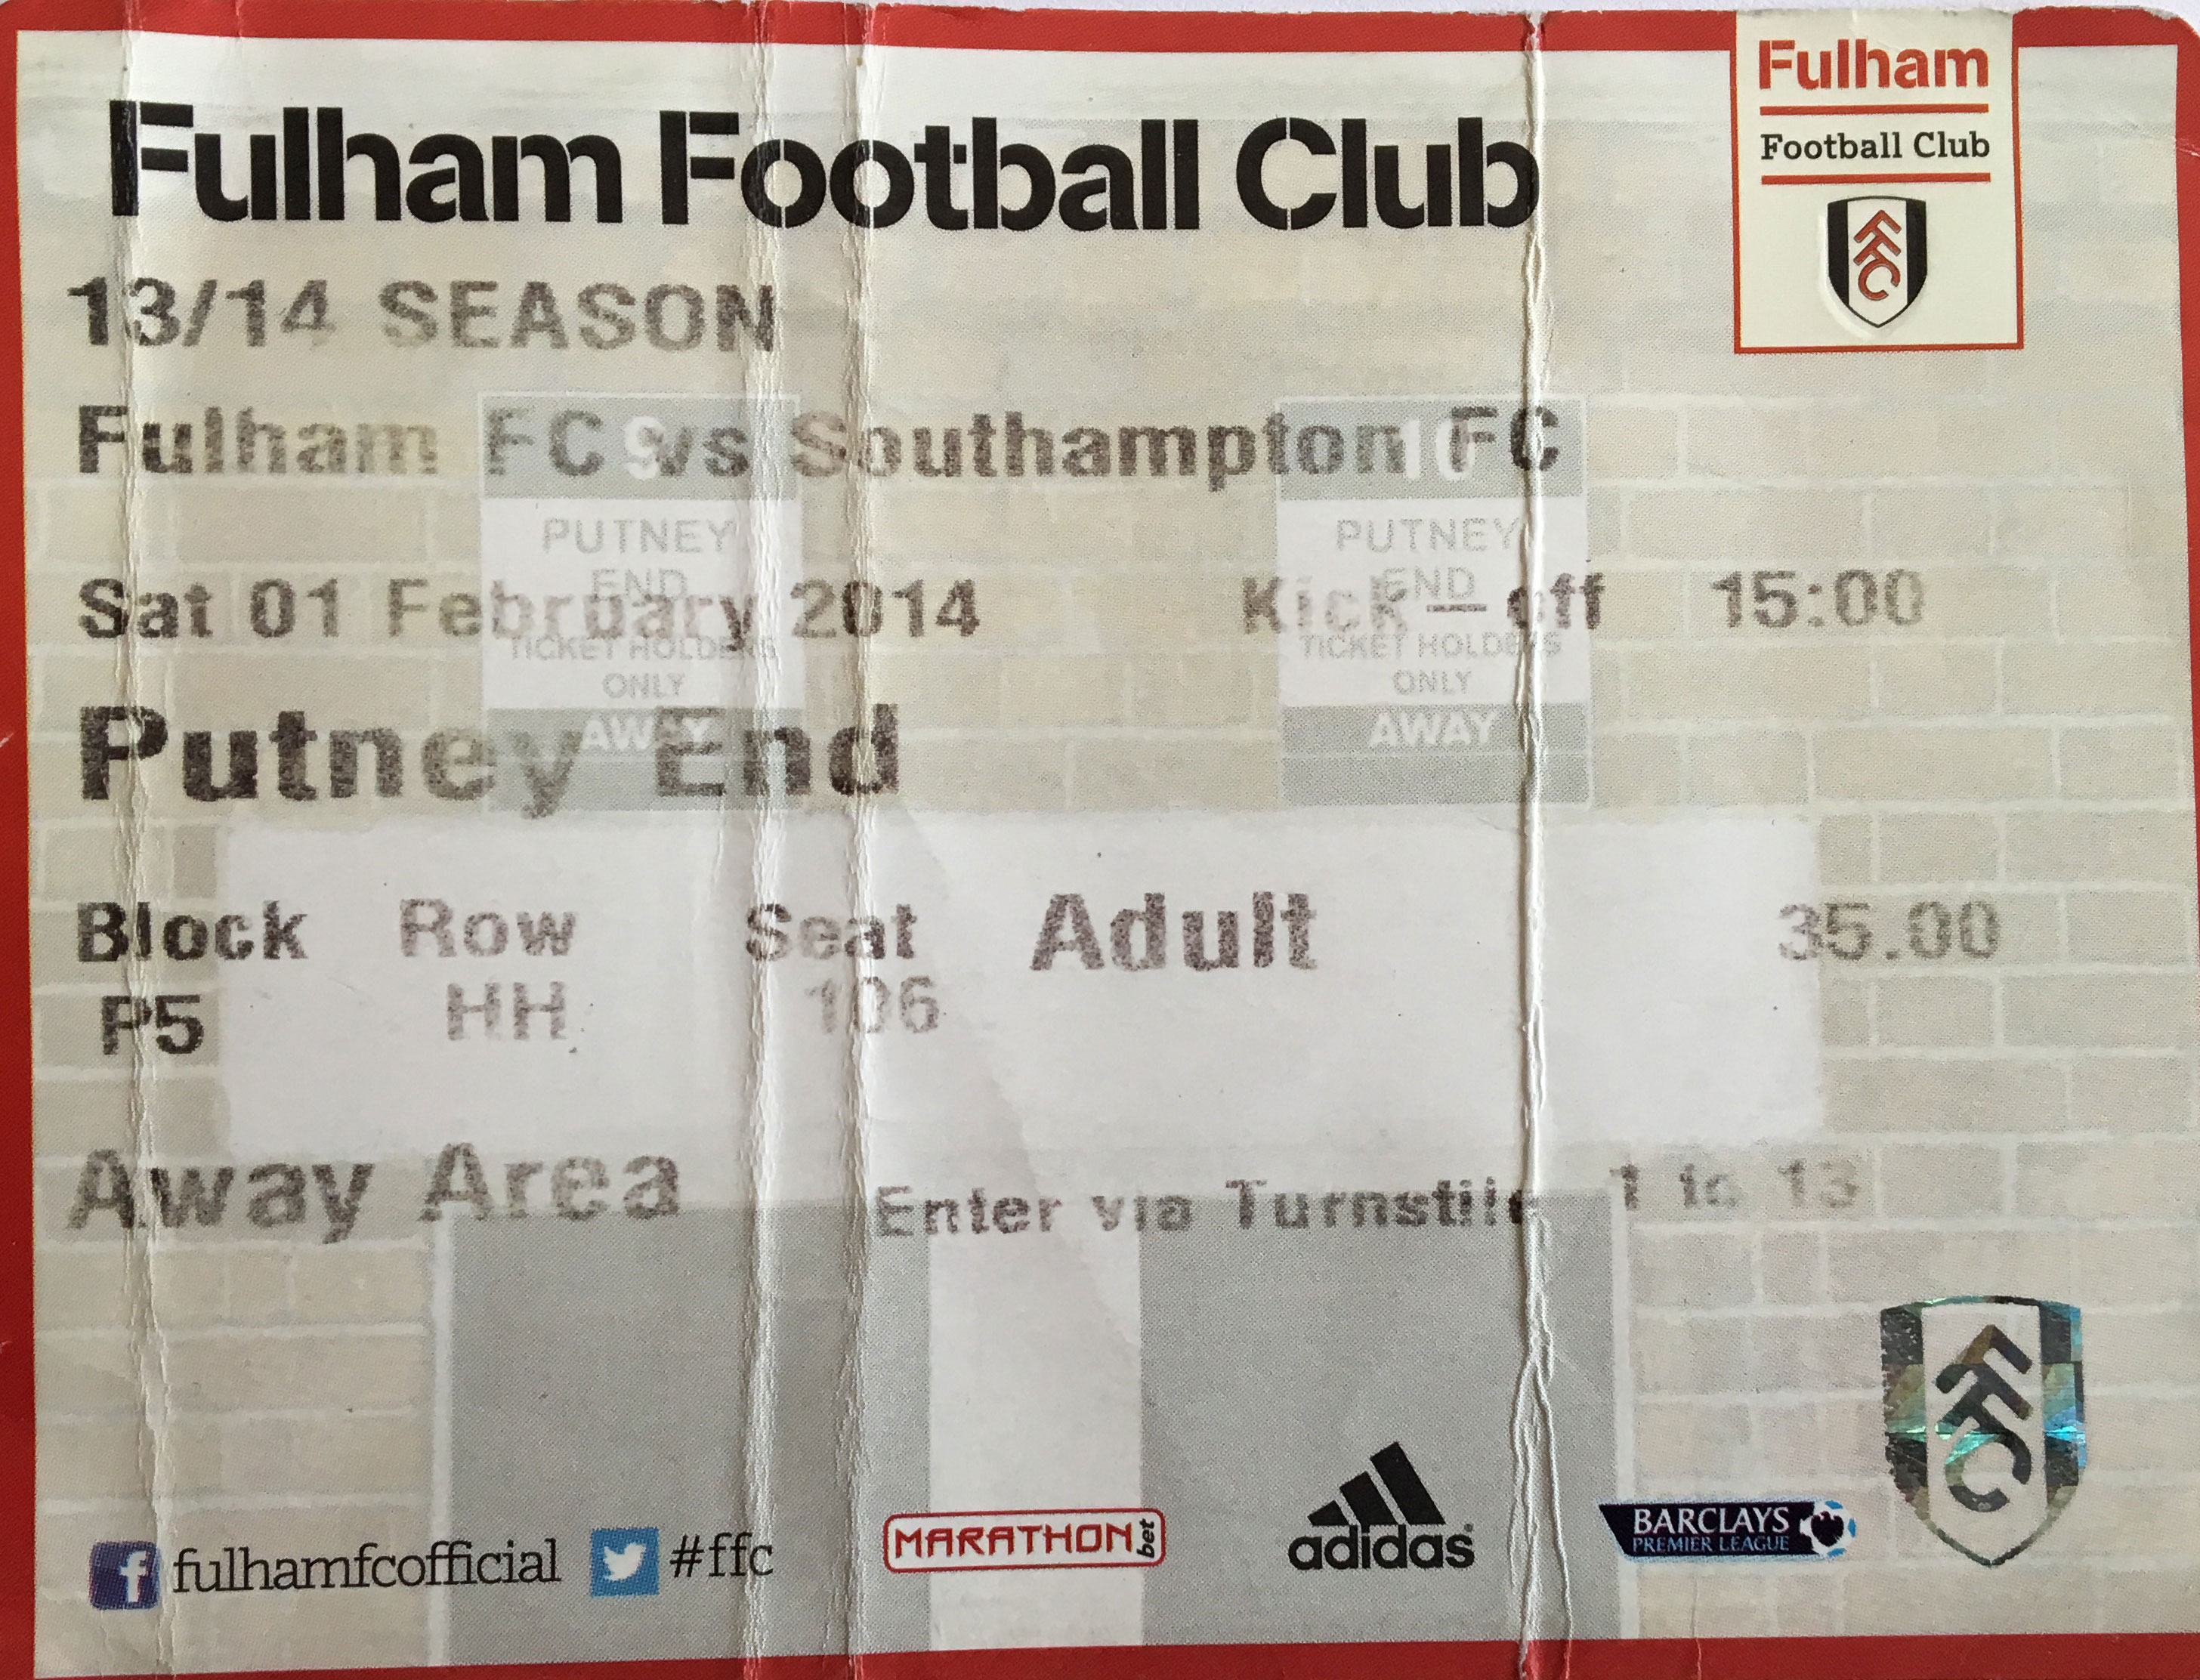 Fulham Football Club
Fulham
Football Club
FFC
13/14 SEASON
Fulham FC vs Southampton FC
9
10
PUTNEY
END
TICKET HOLDERS
ONLY
AWAY
PUTNEY
END
TICKET HOLDERS
ONLY
AWAY
Sat 01 February 2014 Kick-off 15:00
Putney End
Block Row Seat Adult 35.00
P5 HH 106
Away Area Enter via Turnstile 1 to 13
FFC
f fulhamfcofficial #ffc MARATHON bet adidas BARCLAYS
PREMIER LEAGUE